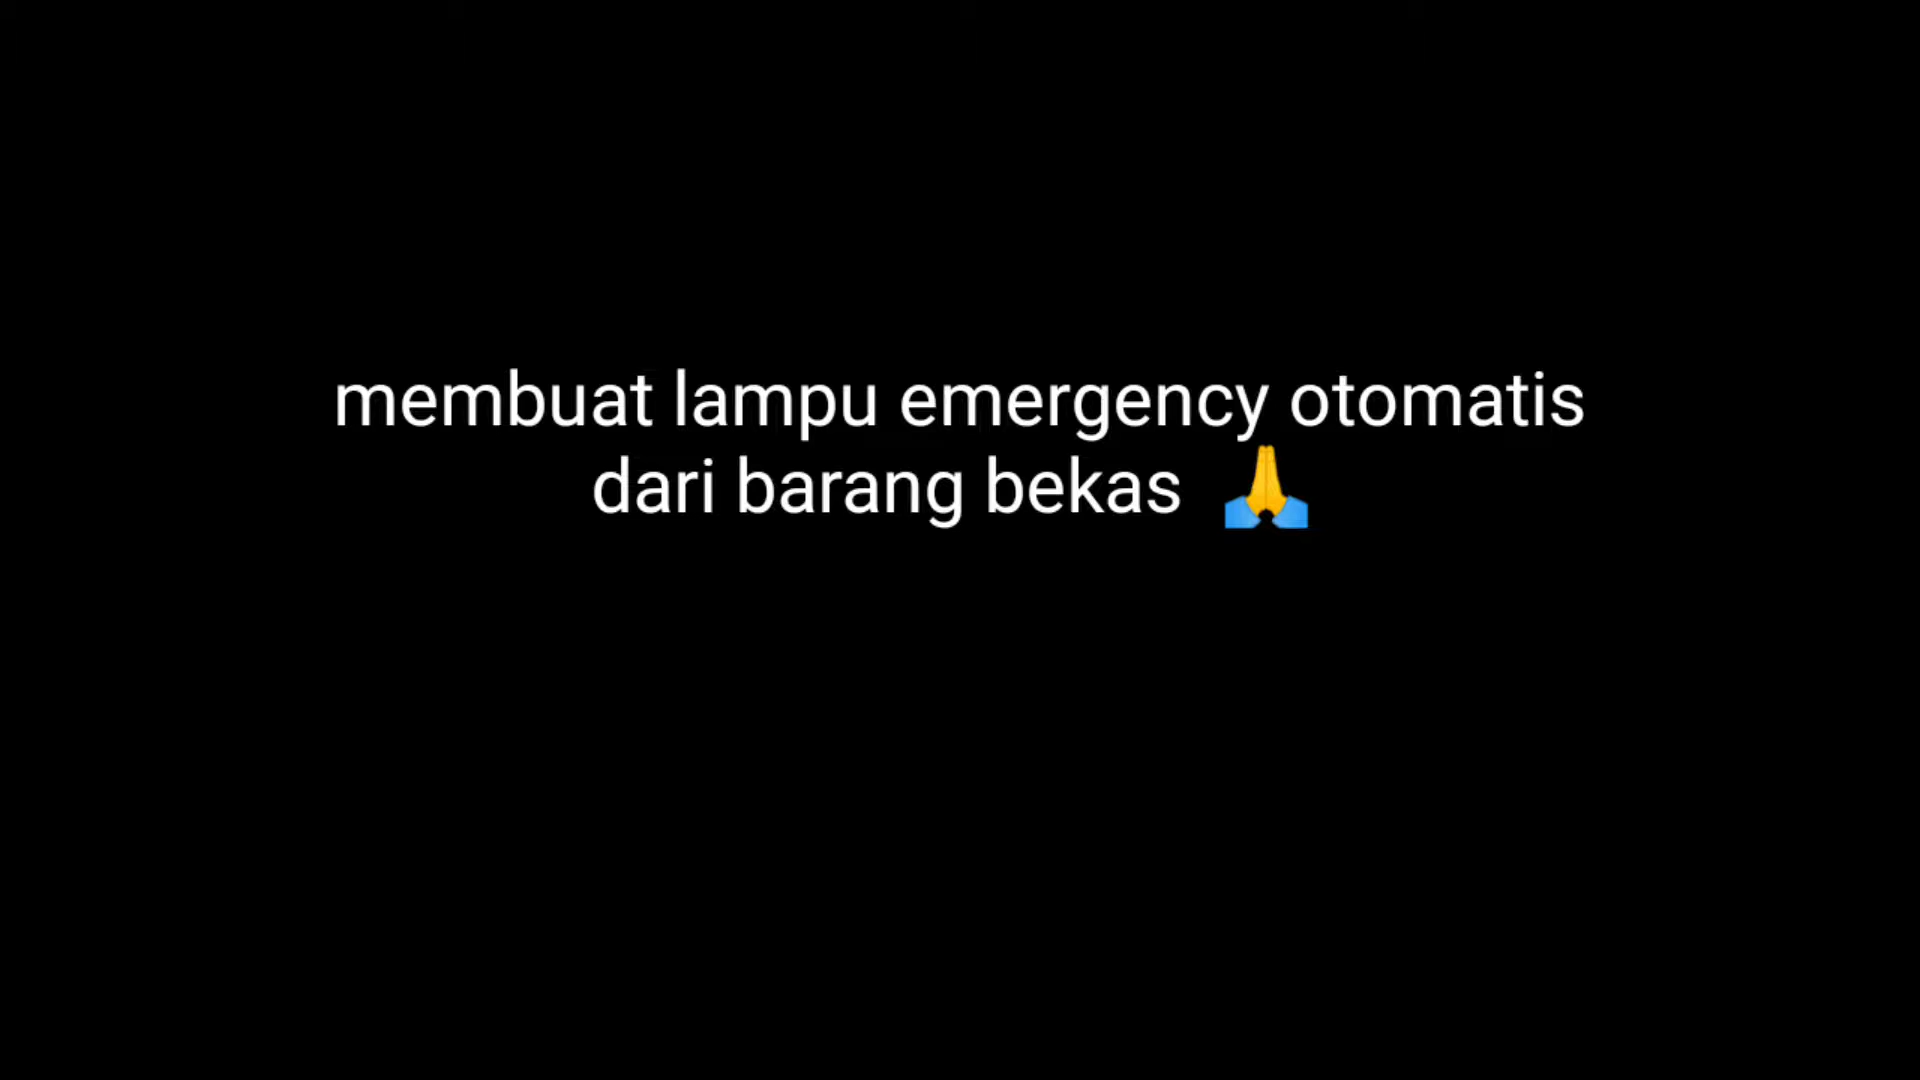 membuat lampu emergency otomatis
dari barang bekas 🙏